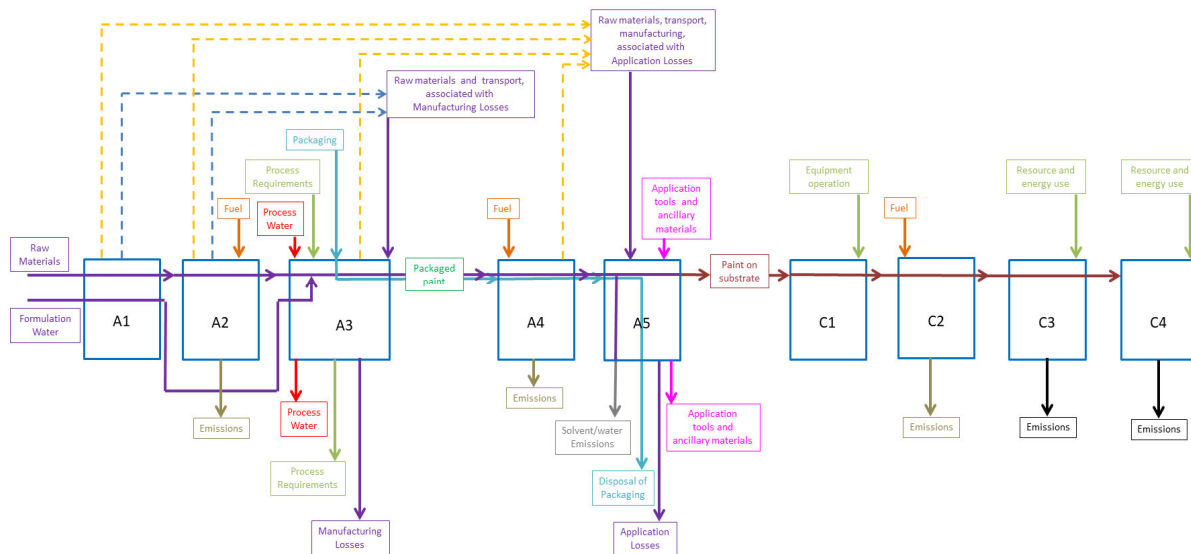 Raw materials, transport,
manufacturing,
associated with
Application Losses
Raw materials and transport,
associated with
Manufacturing Losses
Packaging
Process
Requirements
Equipment
operation
Resource and
energy use
Resource and
energy use
Application
tools and
ancillary
materials
Fuel
Process
Water
Fuel
Fuel
Raw
Materials
Packaged
paint
Paint on
substrate
Formulation
Water
A1
A2
A3
A4
A5
C1
C2
C3
C4
Emissions
Process
Water
Emissions
Solvent/water
Emissions
Application
tools and
ancillary materials
Emissions
Emissions
Emissions
Process
Requirements
Disposal of
Packaging
Manufacturing
Losses
Application
Losses